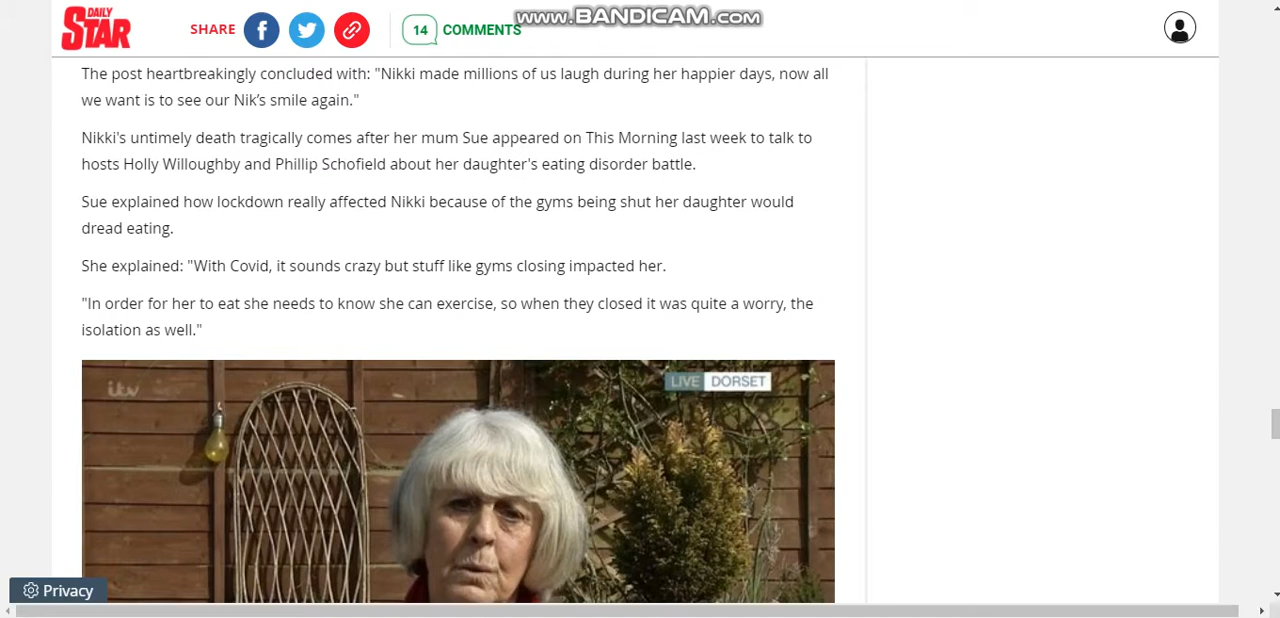 www.BANDICAM.com
DAILY
STAR
SHARE
14 COMMENTS
The post heartbreakingly concluded with: "Nikki made millions of us laugh during her happier days, now all
we want is to see our Nik’s smile again."
Nikki's untimely death tragically comes after her mum Sue appeared on This Morning last week to talk to
hosts Holly Willoughby and Phillip Schofield about her daughter's eating disorder battle.
Sue explained how lockdown really affected Nikki because of the gyms being shut her daughter would
dread eating.
She explained: "With Covid, it sounds crazy but stuff like gyms closing impacted her.
"In order for her to eat she needs to know she can exercise, so when they closed it was quite a worry, the
isolation as well."
itv
LIVE DORSET
Privacy